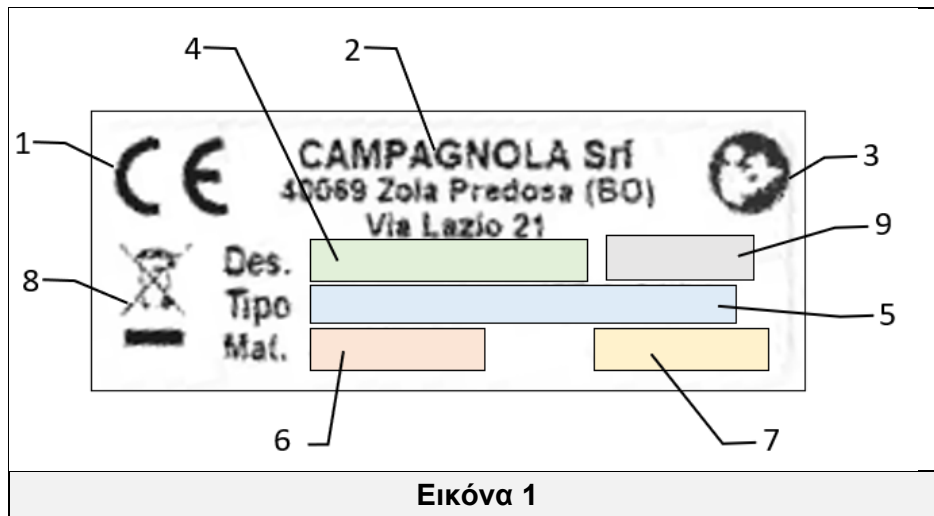 4
2
1
CE
CAMPAGNOLA Srl
3
40069 Zola Predosa (BO)
Via Lazio 21
9
8
Des.
Tipo
5
Mat.
6
7
Εικόνα 1